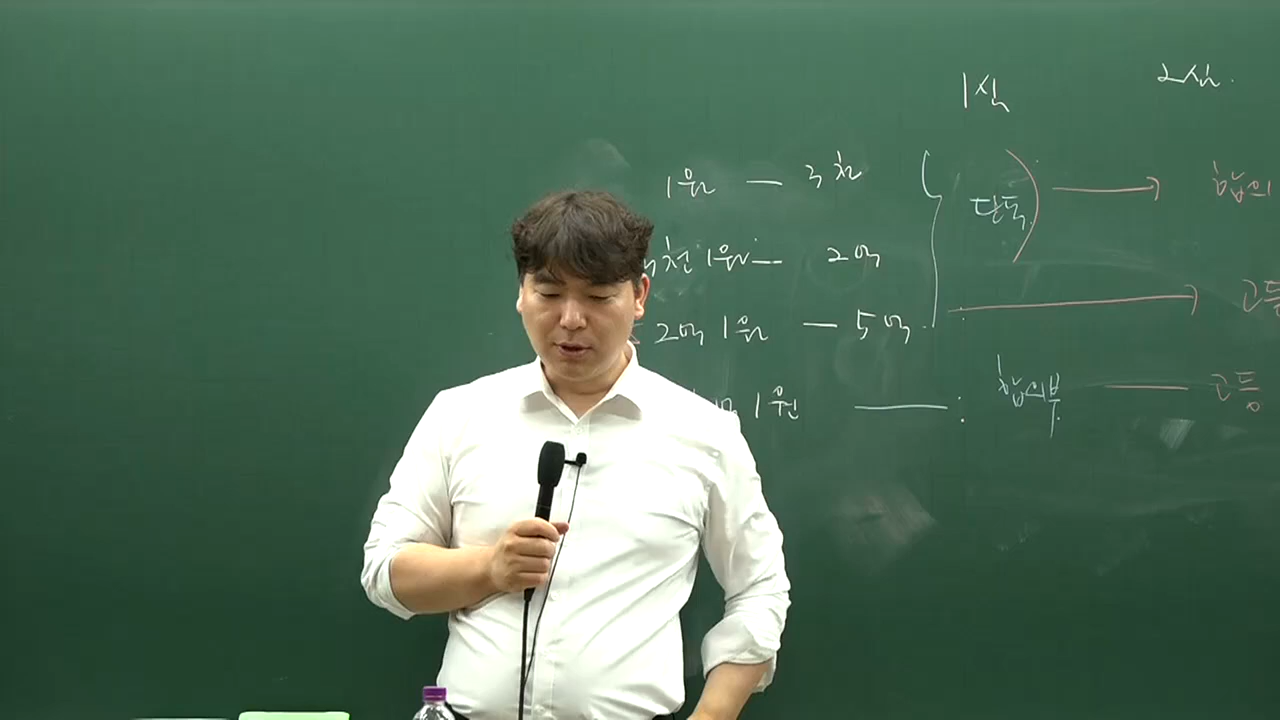 1심 2심.
1원 — 3천 단독 합의
천 1원 — 2억 고등
2억 1원 — 5억
1원 — : 합의부 — 고등